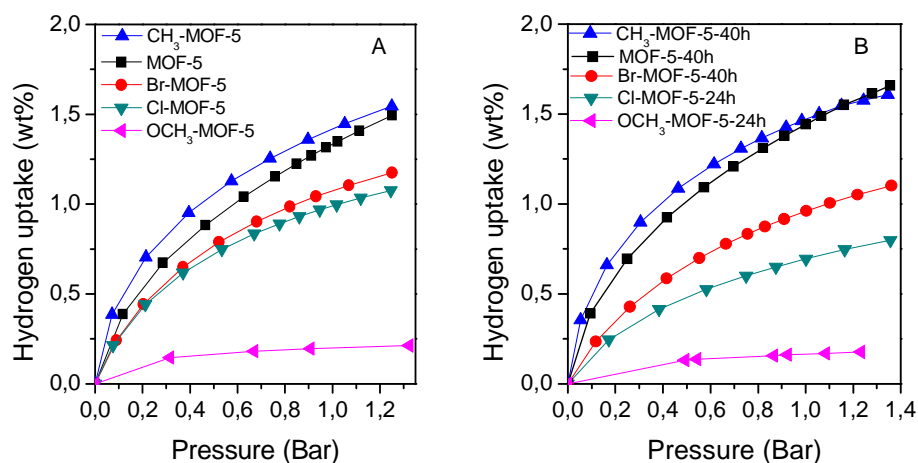 A
CH₃-MOF-5
MOF-5
Br-MOF-5
Cl-MOF-5
OCH₃-MOF-5
Hydrogen uptake (wt%)
2,0
1,5
1,0
0,5
0,0
0,0 0,2 0,4 0,6 0,8 1,0 1,2
Pressure (Bar)
B
CH₃-MOF-5-40h
MOF-5-40h
Br-MOF-5-40h
Cl-MOF-5-24h
OCH₃-MOF-5-24h
Hydrogen uptake (wt%)
2,0
1,5
1,0
0,5
0,0
0,0 0,2 0,4 0,6 0,8 1,0 1,2 1,4
Pressure (Bar)